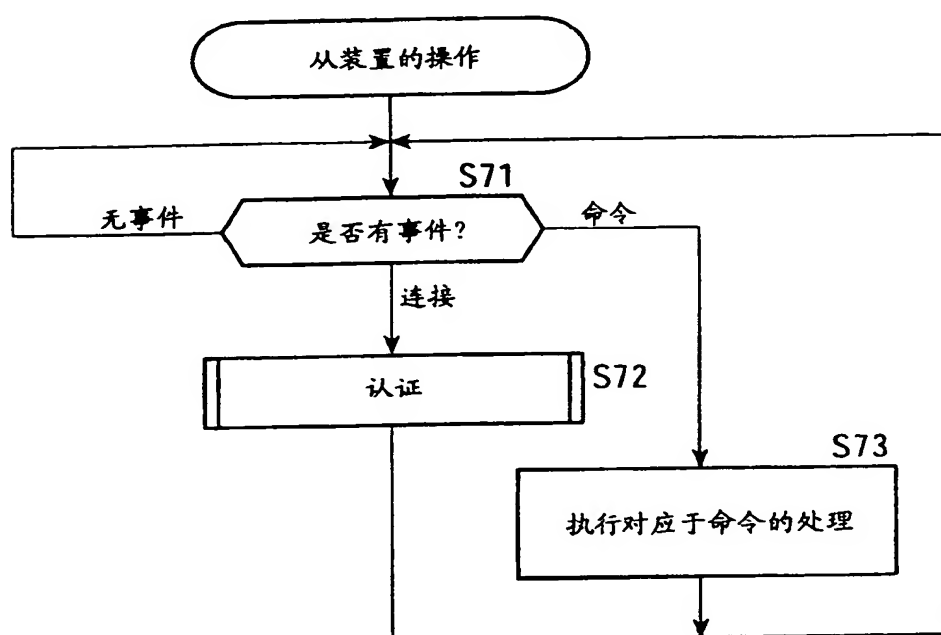 从装置的操作
S71
无事件
是否有事件?
命令
连接
认证
S72
S73
执行对应于命令的处理